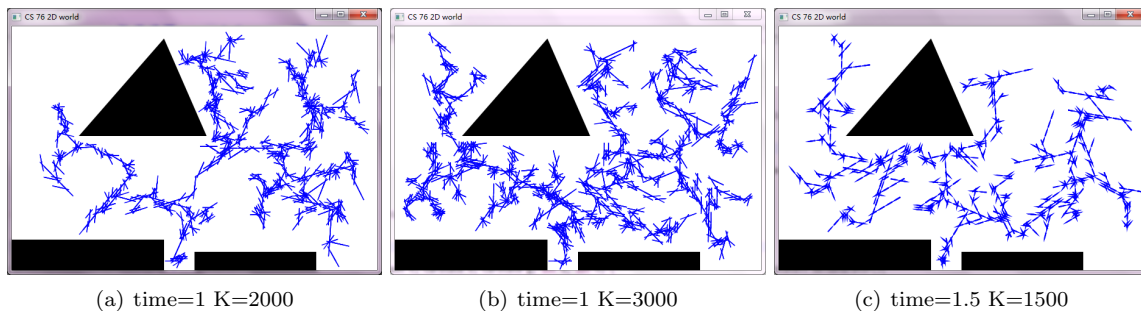 CS 76 2D world
CS 76 2D world
CS 76 2D world
(a) time=1 K=2000
(b) time=1 K=3000
(c) time=1.5 K=1500